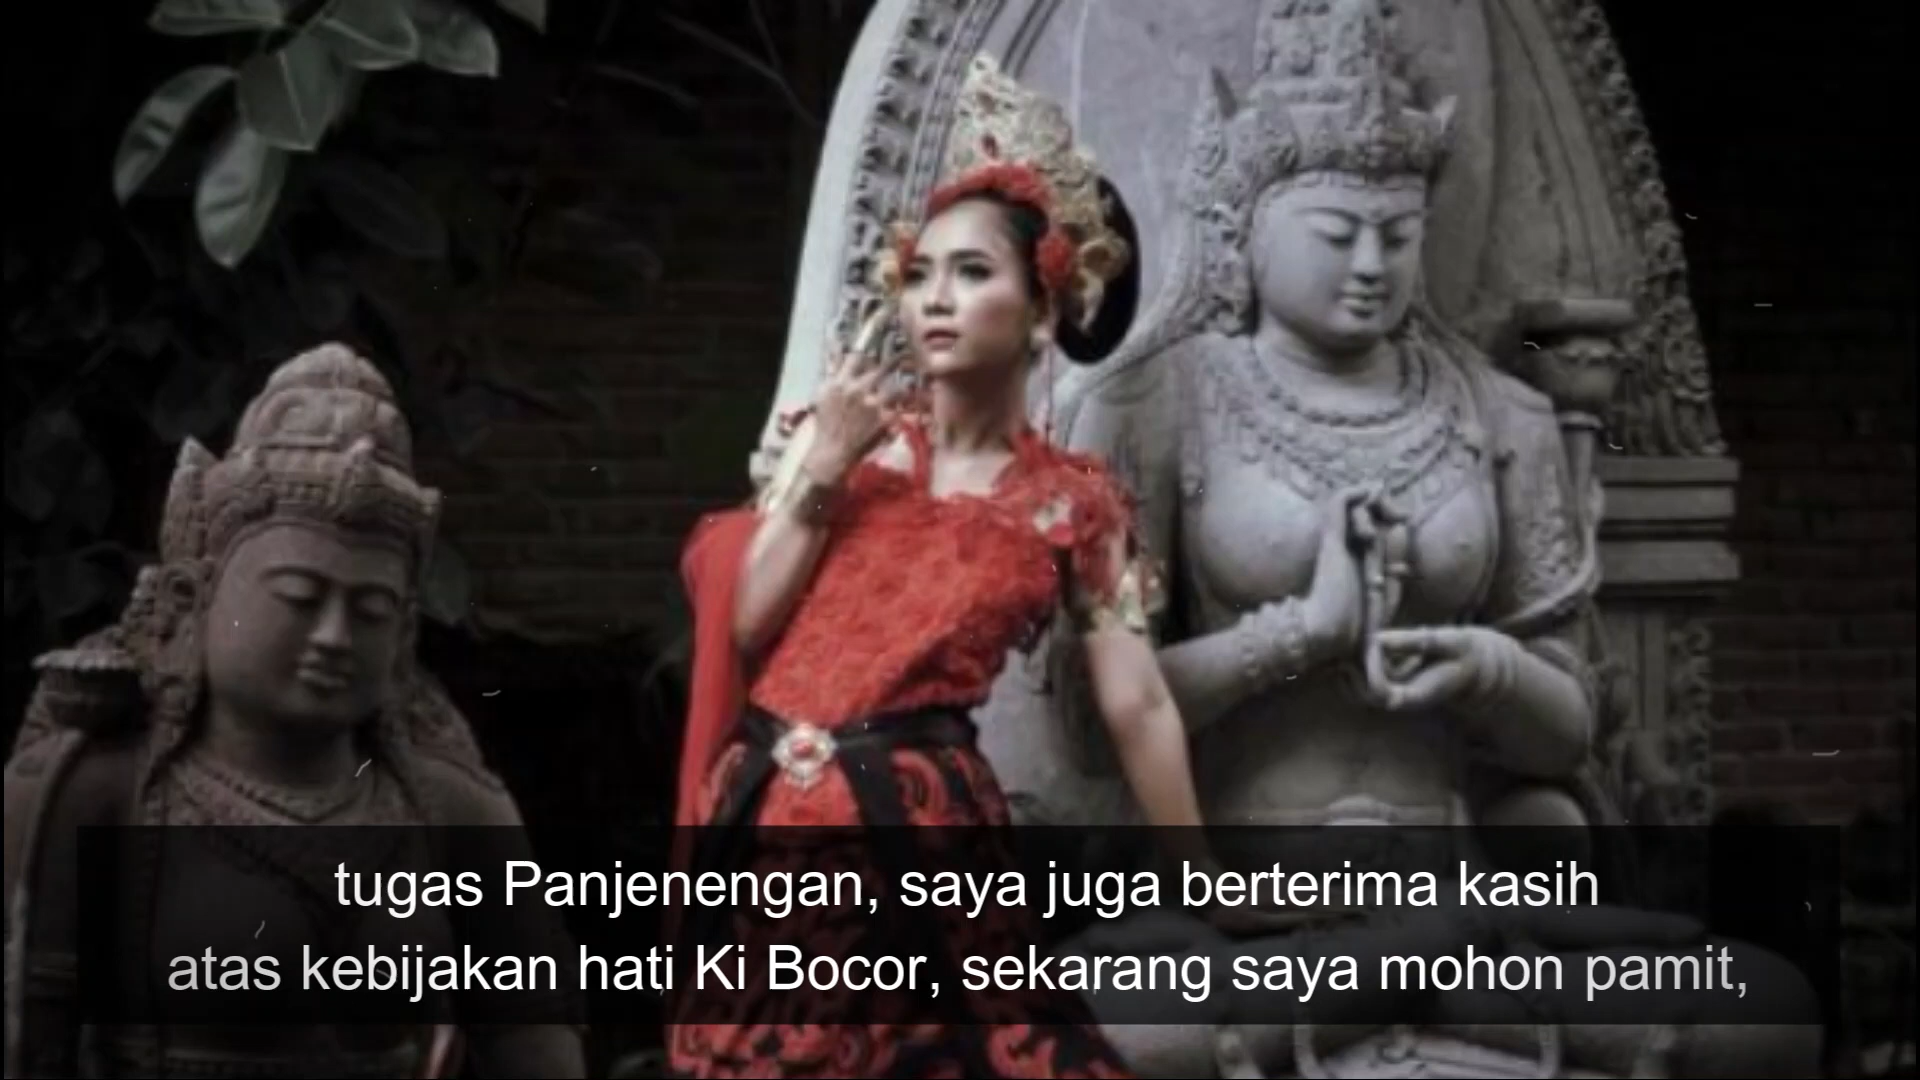 tugas Panjenengan, saya juga berterima kasih
atas kebijakan hati Ki Bocor, sekarang saya mohon pamit,